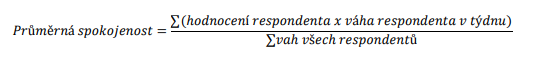 Průměrná spokojenost = ∑(hodnocení respondenta x váha respondenta v týdnu)
∑vah všech respondentů